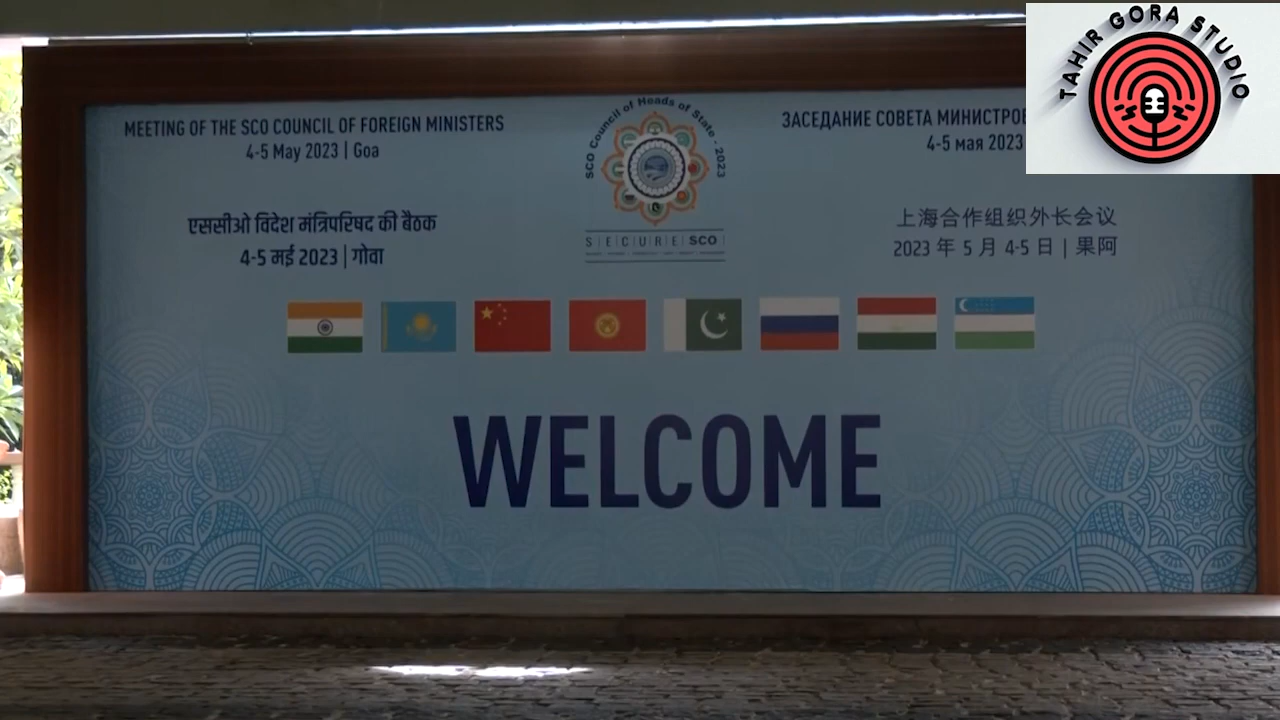 MEETING OF THE SCO COUNCIL OF FOREIGN MINISTERS
4-5 May 2023 | Goa
एससीओ विदेश मंत्रिपरिषद की बैठक
4-5 मई 2023 | गोवा
SCO Council of Heads of State - 2023
SECURE SCO
ЗАСЕДАНИЕ СОВЕТА МИНИСТРОВ
4-5 мая 2023
上海合作组织外长会议
2023 年 5 月 4-5 日 | 果阿
WELCOME
TAHIR GORA STUDIO